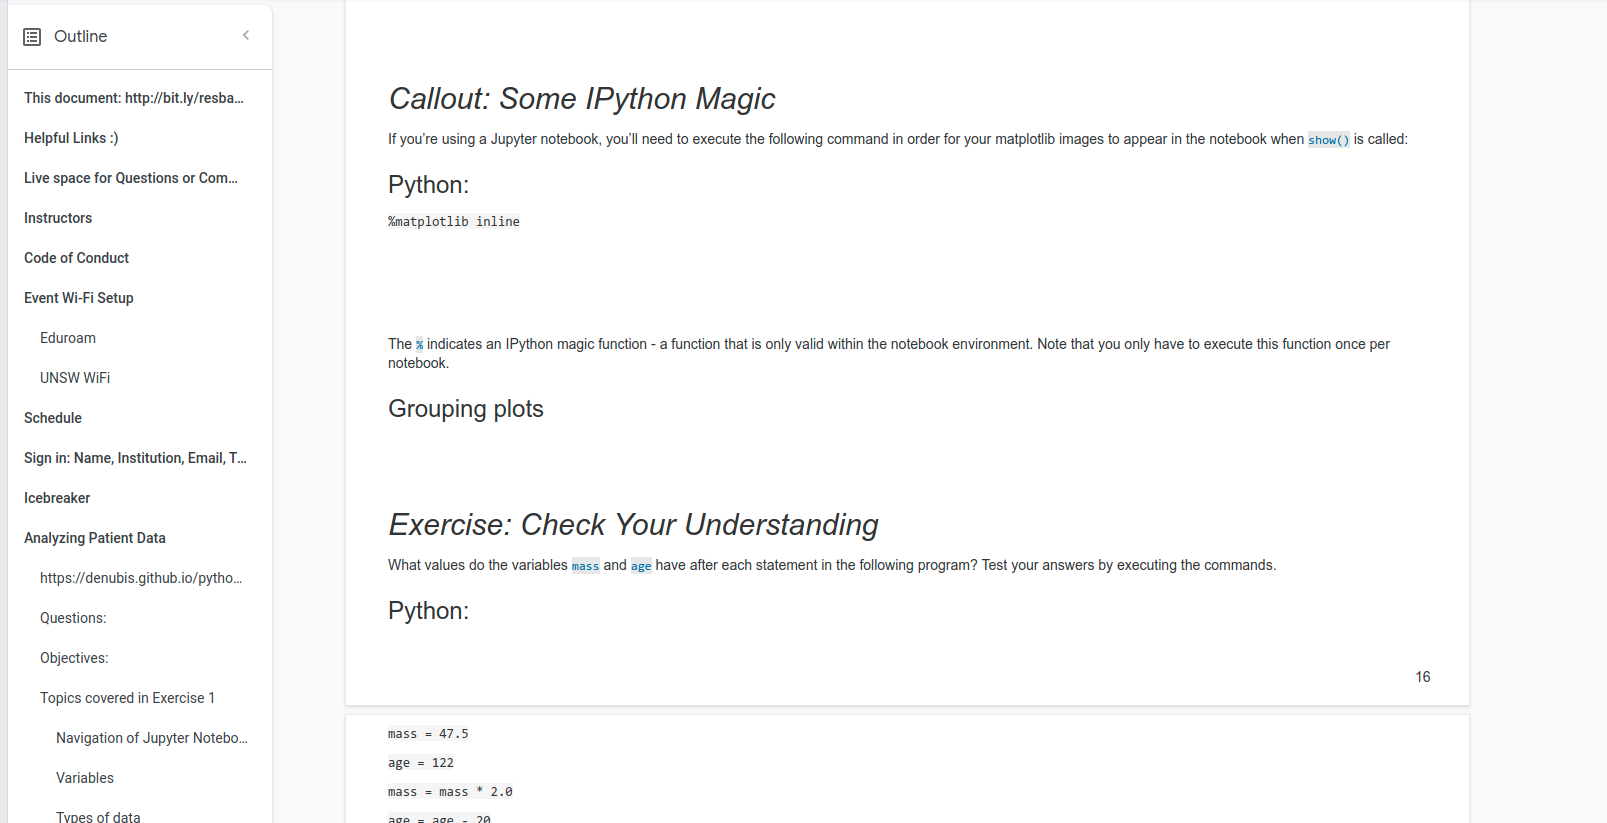 Outline
This document: http://bit.ly/resba...
Helpful Links :)
Live space for Questions or Com...
Instructors
Code of Conduct
Event Wi-Fi Setup
Eduroam
UNSW WiFi
Schedule
Sign in: Name, Institution, Email, T...
Icebreaker
Analyzing Patient Data
https://denubis.github.io/pytho...
Questions:
Objectives:
Topics covered in Exercise 1
Navigation of Jupyter Notebo...
Variables
Types of data
Callout: Some IPython Magic
If you’re using a Jupyter notebook, you’ll need to execute the following command in order for your matplotlib images to appear in the notebook when show() is called:
Python:
%matplotlib inline
The % indicates an IPython magic function - a function that is only valid within the notebook environment. Note that you only have to execute this function once per
notebook.
Grouping plots
Exercise: Check Your Understanding
What values do the variables mass and age have after each statement in the following program? Test your answers by executing the commands.
Python:
16
mass = 47.5
age = 122
mass = mass * 2.0
age = age - 20